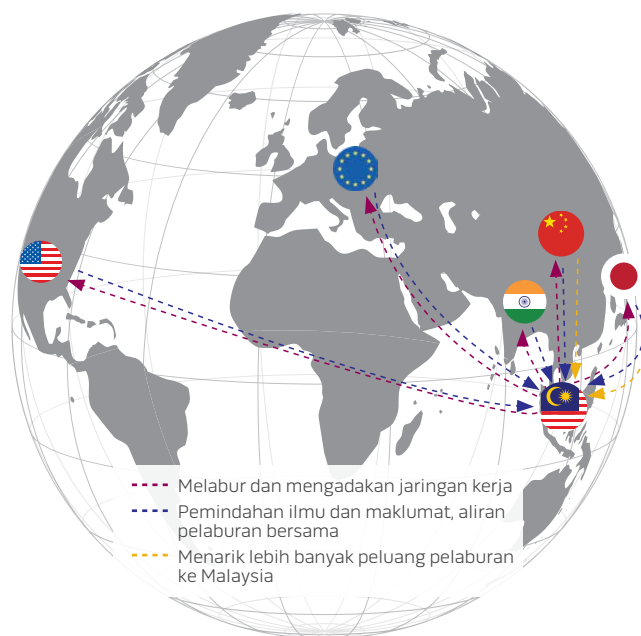 Melabur dan mengadakan jaringan kerja
Pemindahan ilmu dan maklumat, aliran
pelaburan bersama
Menarik lebih banyak peluang pelaburan
ke Malaysia